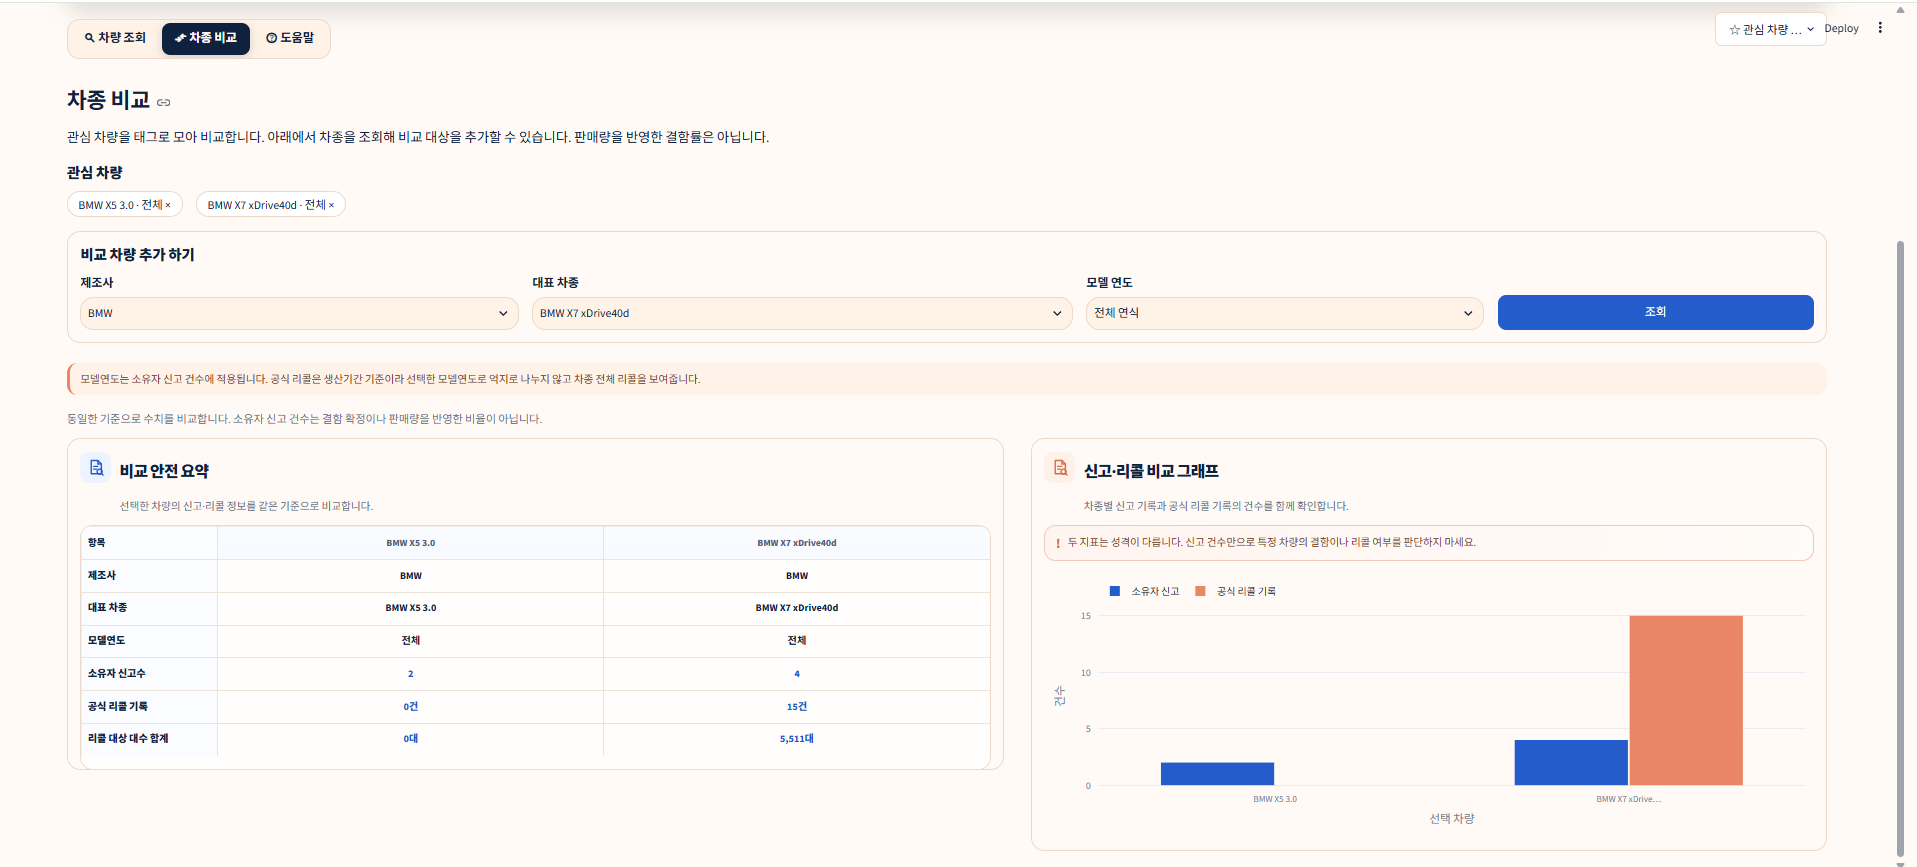 차량 조회
차종 비교
도움말
☆ 관심 차량 ...
Deploy
차종 비교
관심 차량을 태그로 모아 비교합니다. 아래에서 차종을 조회해 비교 대상을 추가할 수 있습니다. 판매량을 반영한 결함률은 아닙니다.
관심 차량
BMW X5 3.0 · 전체 ×
BMW X7 xDrive40d · 전체 ×
비교 차량 추가 하기
제조사
대표 차종
모델 연도
BMW
BMW X7 xDrive40d
전체 연식
조회
모델연도는 소유자 신고 건수에 적용됩니다. 공식 리콜은 생산기간 기준이라 선택한 모델연도로 억지로 나누지 않고 차종 전체 리콜을 보여줍니다.
동일한 기준으로 수치를 비교합니다. 소유자 신고 건수는 결함 확정이나 판매량을 반영한 비율이 아닙니다.
비교 안전 요약
선택한 차량의 신고·리콜 정보를 같은 기준으로 비교합니다.
항목 BMW X5 3.0 BMW X7 xDrive40d
제조사 BMW BMW
대표 차종 BMW X5 3.0 BMW X7 xDrive40d
모델연도 전체 전체
소유자 신고수 2 4
공식 리콜 기록 0건 15건
리콜 대상 대수 합계 0대 5,511대
신고·리콜 비교 그래프
차종별 신고 기록과 공식 리콜 기록의 건수를 함께 확인합니다.
! 두 지표는 성격이 다릅니다. 신고 건수만으로 특정 차량의 결함이나 리콜 여부를 판단하지 마세요.
소유자 신고
공식 리콜 기록
15
10
5
0
건수
BMW X5 3.0
BMW X7 xDrive...
선택 차량